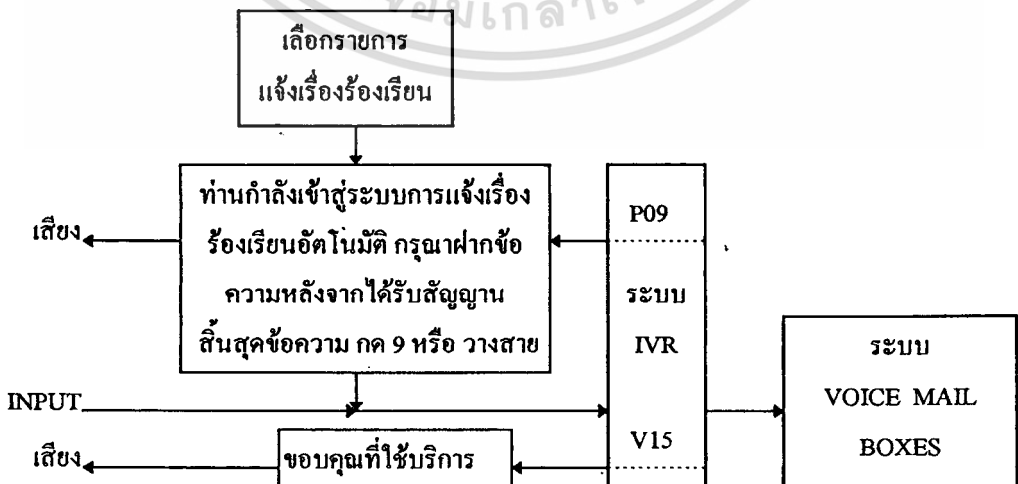 เลือกรายการ
แจ้งเรื่องร้องเรียน
ท่านกำลังเข้าสู่ระบบการแจ้งเรื่อง
ร้องเรียนอัตโนมัติ กรุณาฝากข้อ
ความหลังจากได้รับสัญญาน
สิ้นสุดข้อความ กด 9 หรือ วางสาย
เสียง
P09
ระบบ
IVR
V15
ระบบ
VOICE MAIL
BOXES
INPUT
เสียง
ขอบคุณที่ใช้บริการ